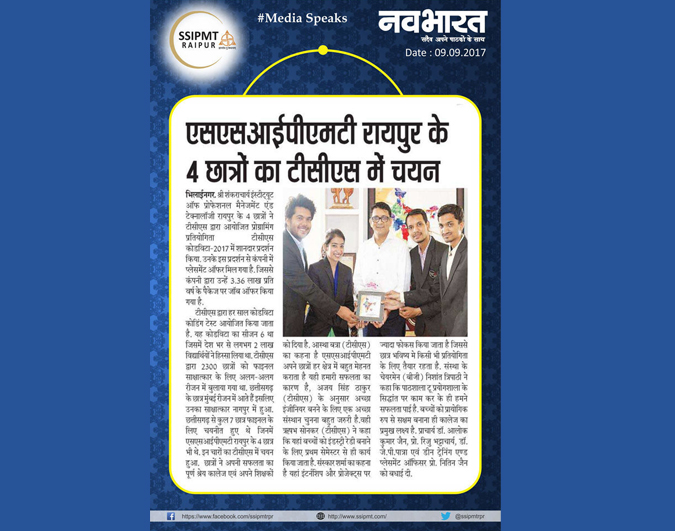 SSIPMT
RAIPUR
#Media Speaks
नवभारत
सदैव अपने पाठकों के साथ
Date : 09.09.2017
एसएसआईपीएमटी रायपुर के
4 छात्रों का टीसीएस में चयन
भिलाईनगर. श्री शंकराचार्य इंस्टीट्यूट
ऑफ प्रोफेशनल मैनेजमेंट एंड
टेक्नालॉजी रायपुर के 4 छात्रों ने
टीसीएस द्वारा आयोजित प्रोग्रामिंग
प्रतियोगिता टीसीएस
कोडविटा-2017 में शानदार प्रदर्शन
किया. उनके इस प्रदर्शन से कंपनी में
प्लेसमेंट ऑफर मिल गया है. जिससे
कंपनी द्वारा उन्हें 3.36 लाख प्रति
वर्ष के पैकेज पर जॉब ऑफर किया
गया है.
टीसीएस द्वारा हर साल कोडविटा
कोडिंग टेस्ट आयोजित किया जाता
है. यह कोडविटा का सीजन 6 था
जिसमें देश भर से लगभग 2 लाख
विद्यार्थियों ने हिस्सा लिया था. टीसीएस
द्वारा 2300 छात्रों को फाइनल
साक्षात्कार के लिए अलग-अलग
रीजन में बुलाया गया था. छत्तीसगढ़
के छात्र मुंबई रीजन में आते हैं इसलिए
उनका साक्षात्कार नागपुर में हुआ.
छत्तीसगढ़ से कुल 7 छात्र फाइनल के
लिए चयनीत हुए थे जिनमें
एसएसआईपीएमटी रायपुर के 4 छात्र
भी थे. इन चारों का टीसीएस में चयन
हुआ. छात्रों ने अपनी सफलता का
पूर्ण श्रेय कालेज एवं अपने शिक्षकों
को दिया है. आस्था बत्रा (टीसीएस)
का कहना है एसएसआईपीएमटी
अपने छात्रों हर क्षेत्र में बहुत मेहनत
कराता है यही हमारी सफलता का
कारण है, अजय सिंह ठाकुर
(टीसीएस) के अनुसार अच्छा
इंजीनियर बनने के लिए एक अच्छा
संस्थान चुनना बहुत जरुरी है.वही
ऋषभ सोनकर (टीसीएस) ने कहा
कि यहां बच्चों को इंडस्ट्री रेडी बनाने
के लिए प्रथम सेमेस्टर से ही कार्य
किया जाता है. संस्कार शर्मा का कहना
है यहां इंटर्नशिप और प्रोजेक्ट्स पर
ज्यादा फोकस किया जाता है जिससे
छात्र भविष्य मे किसी भी प्रतियोगिता
के लिए तैयार रहता है. संस्था के
चेयरमेन (बीजी) निशांत त्रिपाठी ने
कहा कि पाठशाला टू प्रयोगशाला के
सिद्धांत पर काम कर के ही हमने
सफलता पाई है. बच्चों को प्रायोगिक
रुप से सक्षम बनाना ही कालेज का
प्रमुख लक्ष्य है. प्राचार्य डॉ. आलोक
कुमार जैन, प्रो. रिजु भट्टाचार्य, डॉ.
जे.पी.पात्रा एवं डीन ट्रेनिंग एण्ड
प्लेसमेंट ऑफिसर प्रो. नितिन जैन
को बधाई दी.
https://www.facebook.com/ssipmtrpr
https://www.ssipmt.com/
@ssipmtrpr